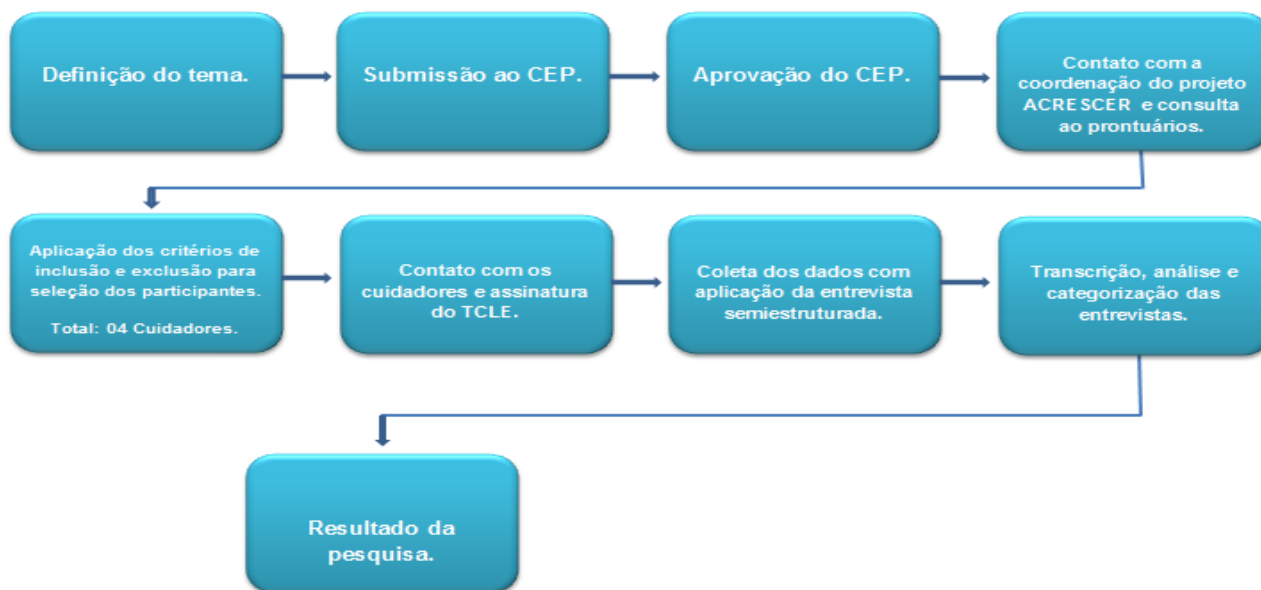 Definição do tema.
Submissão ao CEP.
Aprovação do CEP.
Contato com a
coordenação do projeto
ACRESCER e consulta
ao prontuários.
Aplicação dos critérios de
inclusão e exclusão para
seleção dos participantes.
Total: 04 Cuidadores.
Contato com os
cuidadores e assinatura
do TCLE.
Coleta dos dados com
aplicação da entrevista
semiestruturada.
Transcrição, análise e
categorização das
entrevistas.
Resultado da
pesquisa.